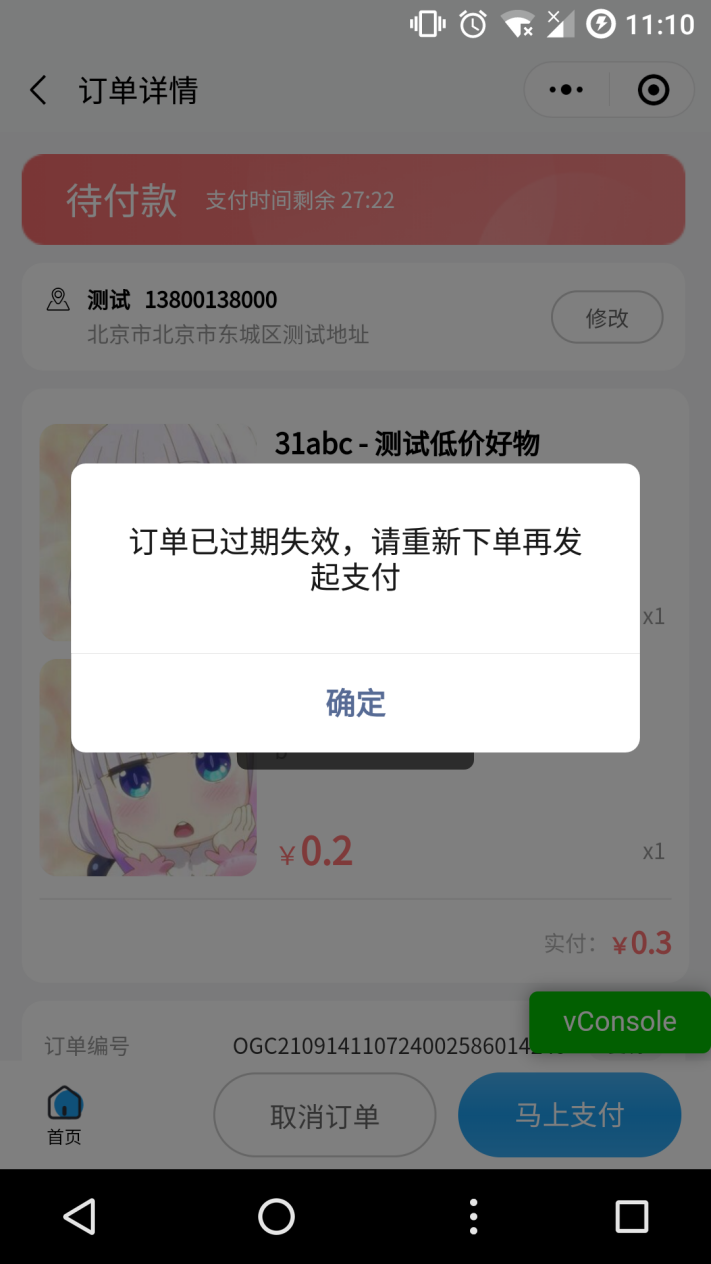 11:10
订单详情
待付款 支付时间剩余 27:22
测试 13800138000
北京市北京市东城区测试地址
修改
31abc - 测试低价好物
x1
订单已过期失效，请重新下单再发
起支付
确定
¥0.2
x1
实付： ¥0.3
vConsole
订单编号 OGC21091411072400258601424
首页
取消订单
马上支付